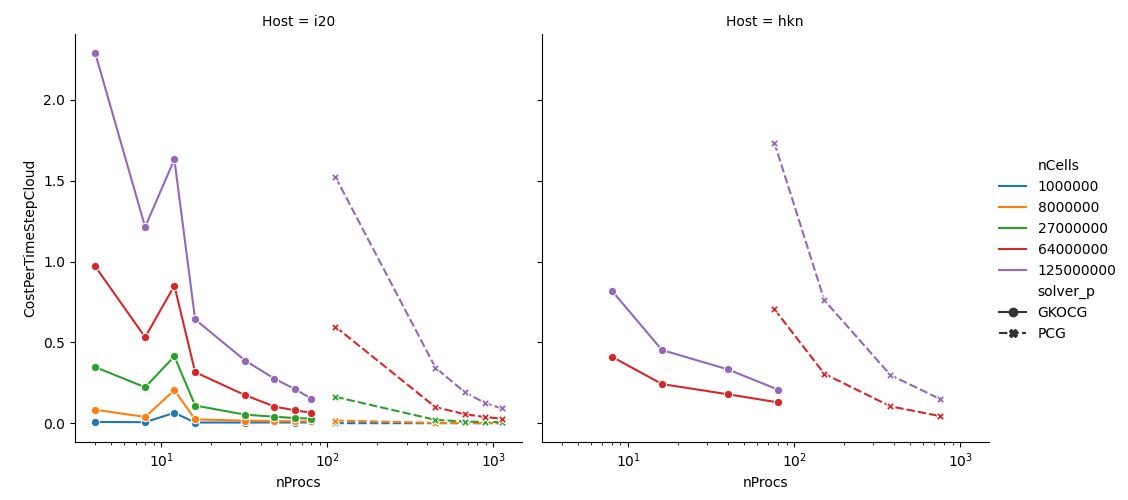 Host = i20
Host = hkn
CostPerTimeStepCloud
2.0
1.5
1.0
0.5
0.0
10¹
10²
10³
nProcs
10¹
10²
10³
nProcs
nCells
1000000
8000000
27000000
64000000
125000000
solver_p
GKOCG
PCG